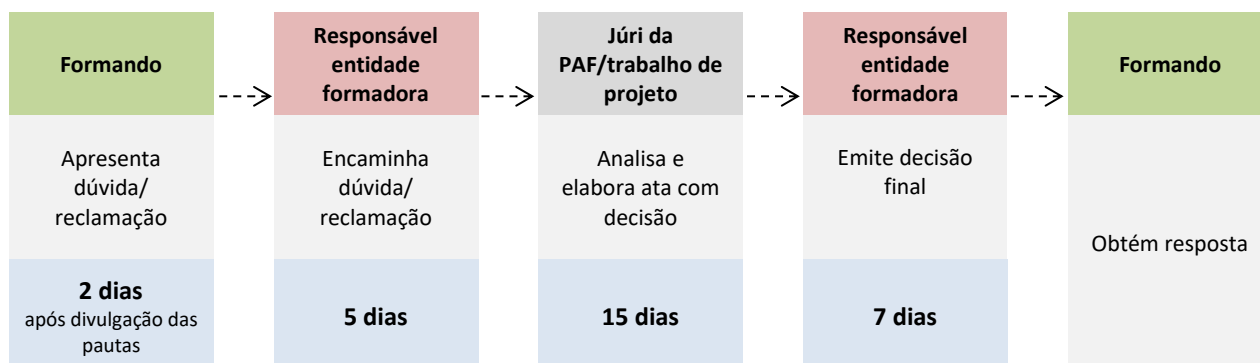 Formando
Apresenta
dúvida/
reclamação
2 dias
após divulgação das
pautas
Responsável
entidade
formadora
Encaminha
dúvida/
reclamação
5 dias
Júri da
PAF/trabalho de
projeto
Analisa e
elabora ata com
decisão
15 dias
Responsável
entidade
formadora
Emite decisão
final
7 dias
Formando
Obtém resposta